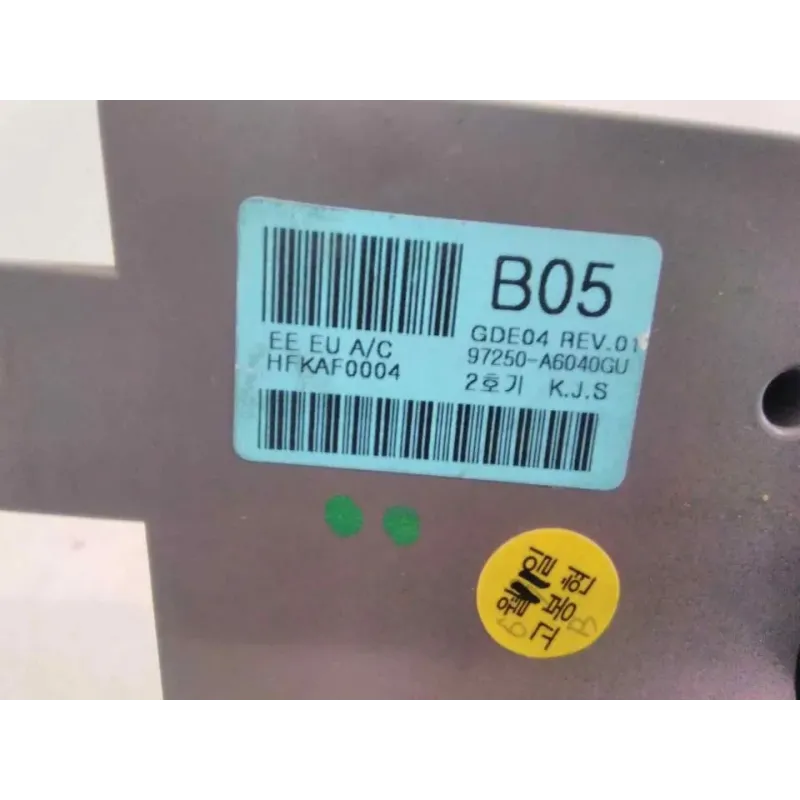 B05
GDE04 REV.01
EE EU A/C
97250-A6040GU
HFKAF0004
2호기 K.J.S